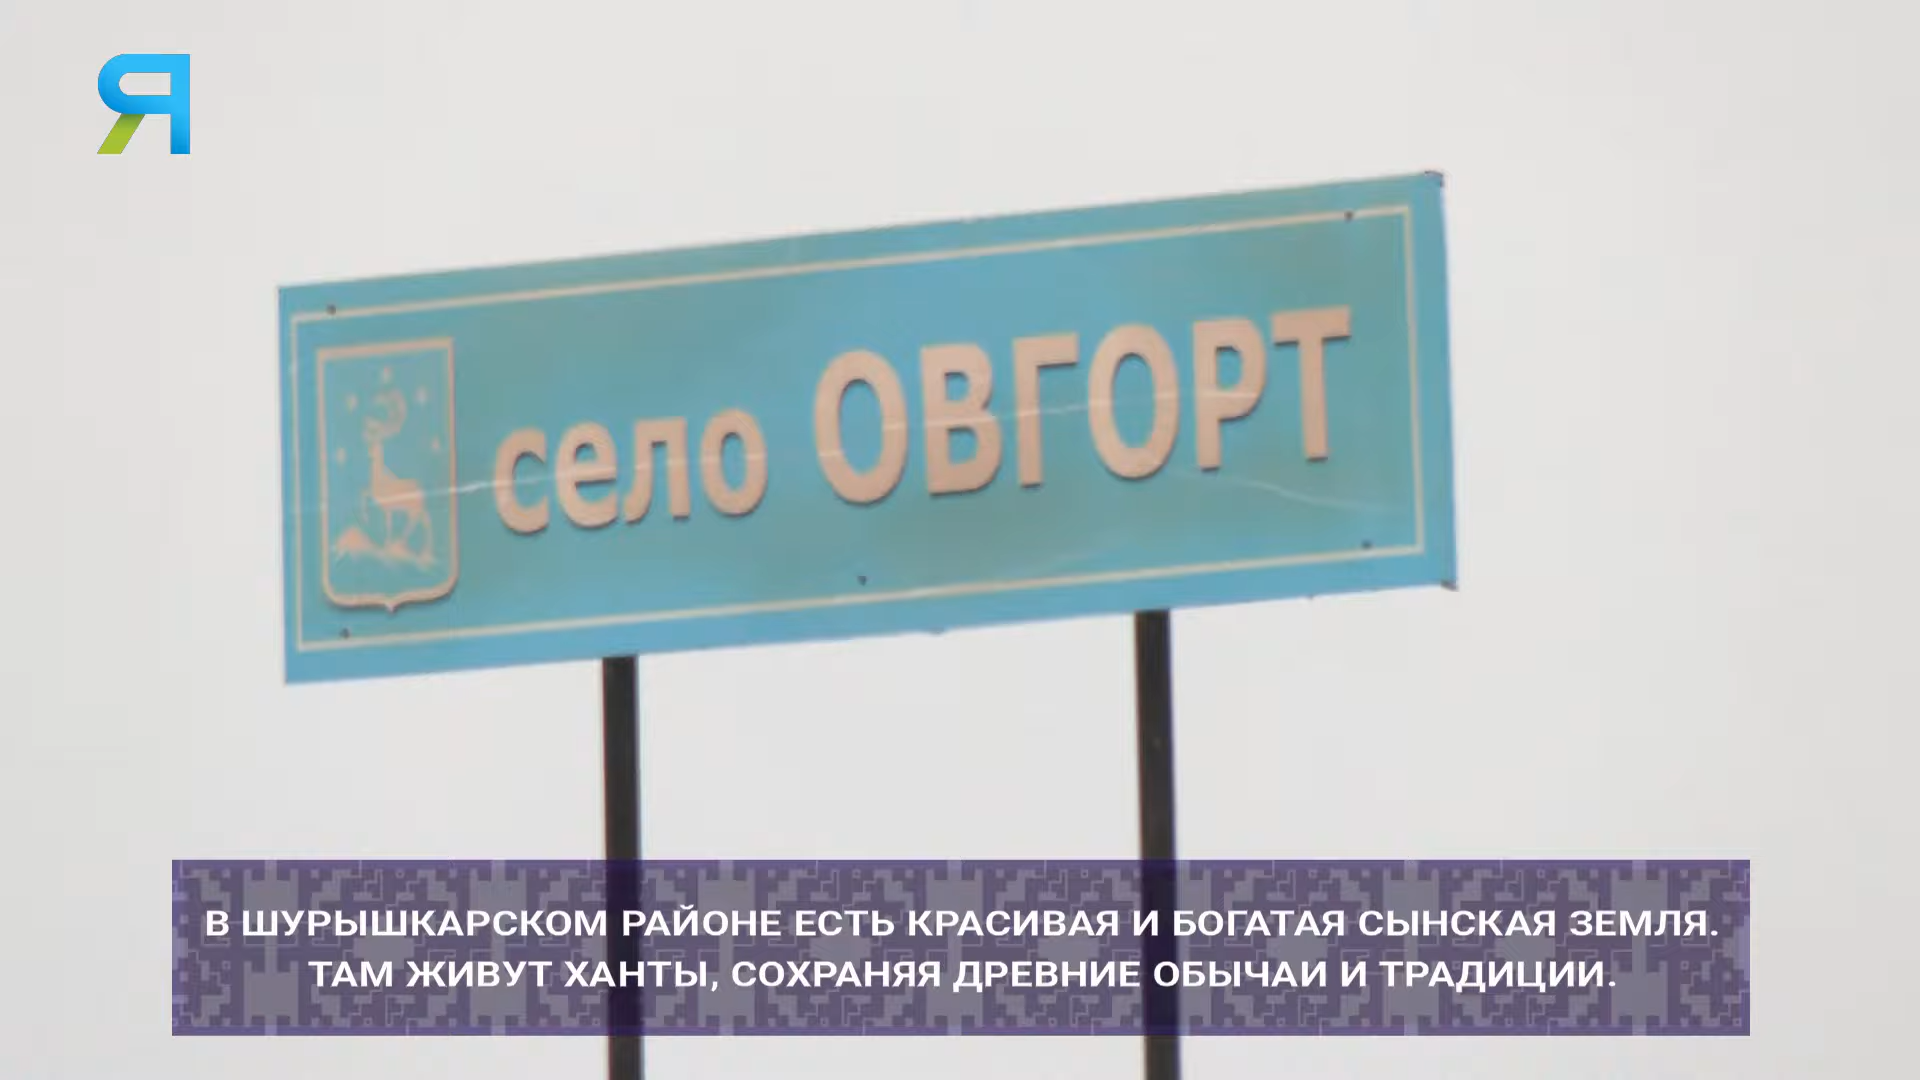 Я
село ОВГОРТ
В ШУРЫШКАРСКОМ РАЙОНЕ ЕСТЬ КРАСИВАЯ И БОГАТАЯ СЫНСКАЯ ЗЕМЛЯ.
ТАМ ЖИВУТ ХАНТЫ, СОХРАНЯЯ ДРЕВНИЕ ОБЫЧАИ И ТРАДИЦИИ.